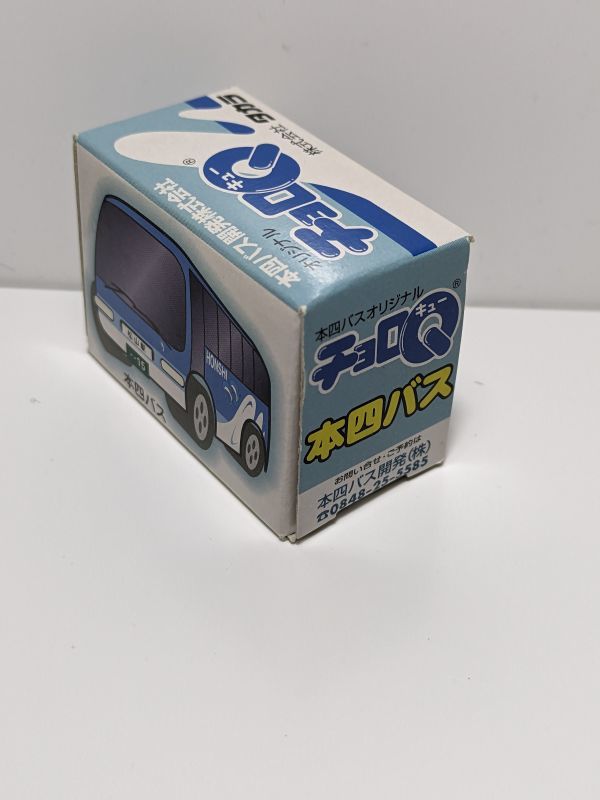 株式会社 タカラ
オリジナル
チョロQ®
キュー
本四バス開発株式会社
HONSHI
・・15
本四バス
本四バスオリジナル
チョロQ®
キュー
本四バス
お問い合せ・ご予約は
本四バス開発(株)
☎0848-25-3585